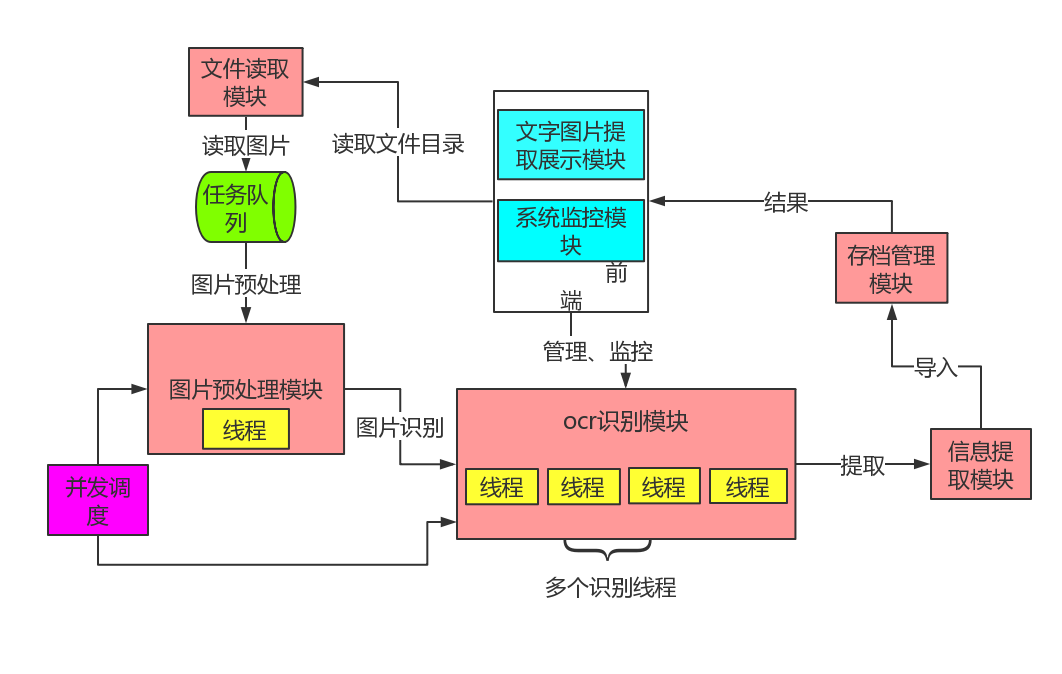 文件读取
模块
读取图片
任务队
列
图片预处理
图片预处理模块
线程
并发调
度
读取文件目录
文字图片提
取展示模块
系统监控模
块
前
端
管理、监控
图片识别
ocr识别模块
线程
线程
线程
线程
多个识别线程
提取
信息提
取模块
导入
存档管理
模块
结果